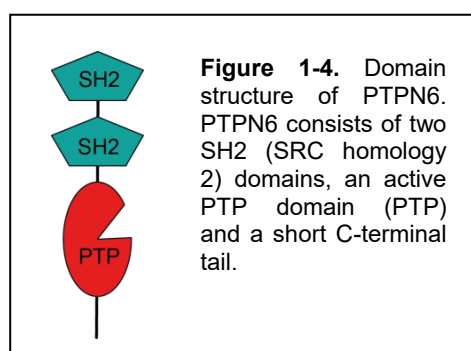 SH2
SH2
PTP
Figure 1-4. Domain
structure of PTPN6.
PTPN6 consists of two
SH2 (SRC homology
2) domains, an active
PTP domain (PTP)
and a short C-terminal
tail.